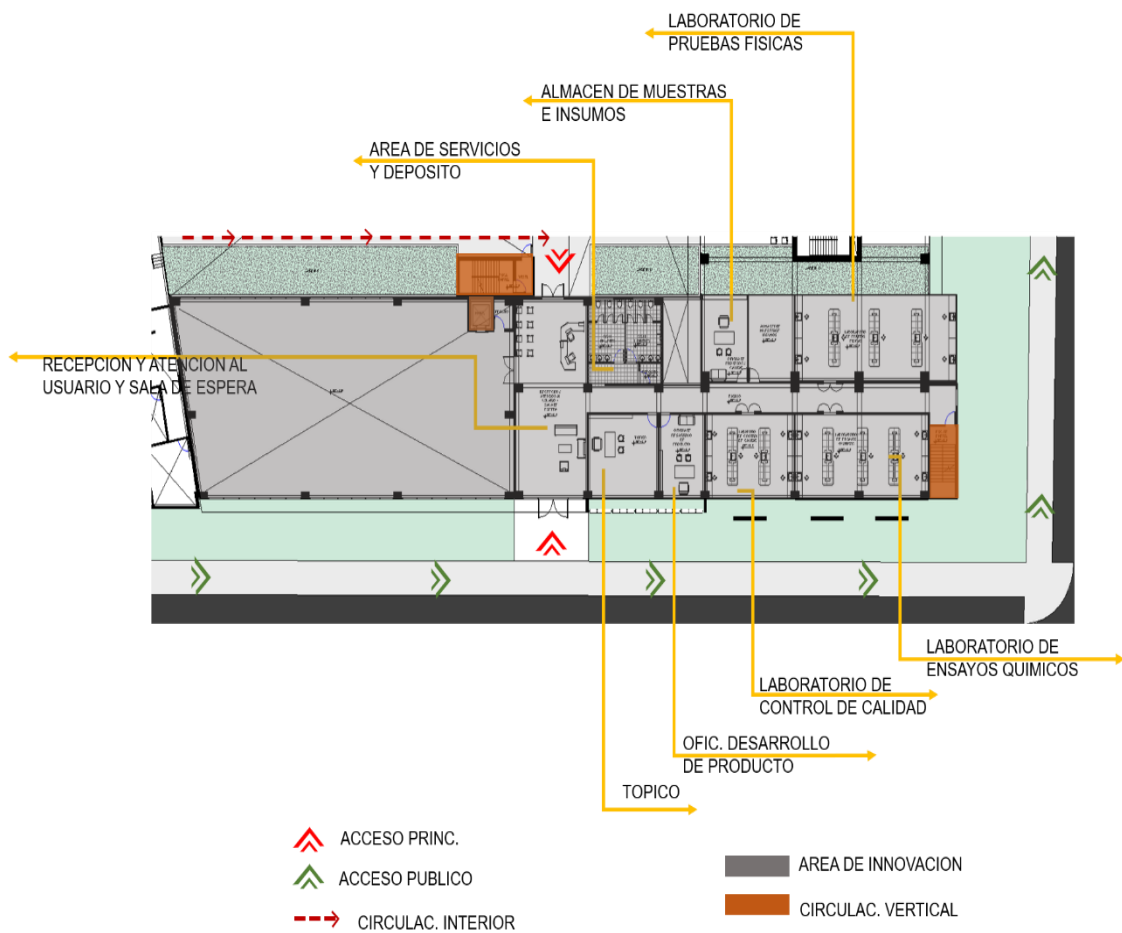 LABORATORIO DE
PRUEBAS FISICAS
ALMACEN DE MUESTRAS
E INSUMOS
AREA DE SERVICIOS
Y DEPOSITO
RECEPCION Y ATENCION AL
USUARIO Y SALA DE ESPERA
LABORATORIO DE
ENSAYOS QUIMICOS
LABORATORIO DE
CONTROL DE CALIDAD
OFIC. DESARROLLO
DE PRODUCTO
TOPICO
ACCESO PRINC.
ACCESO PUBLICO
CIRCULAC. INTERIOR
AREA DE INNOVACION
CIRCULAC. VERTICAL